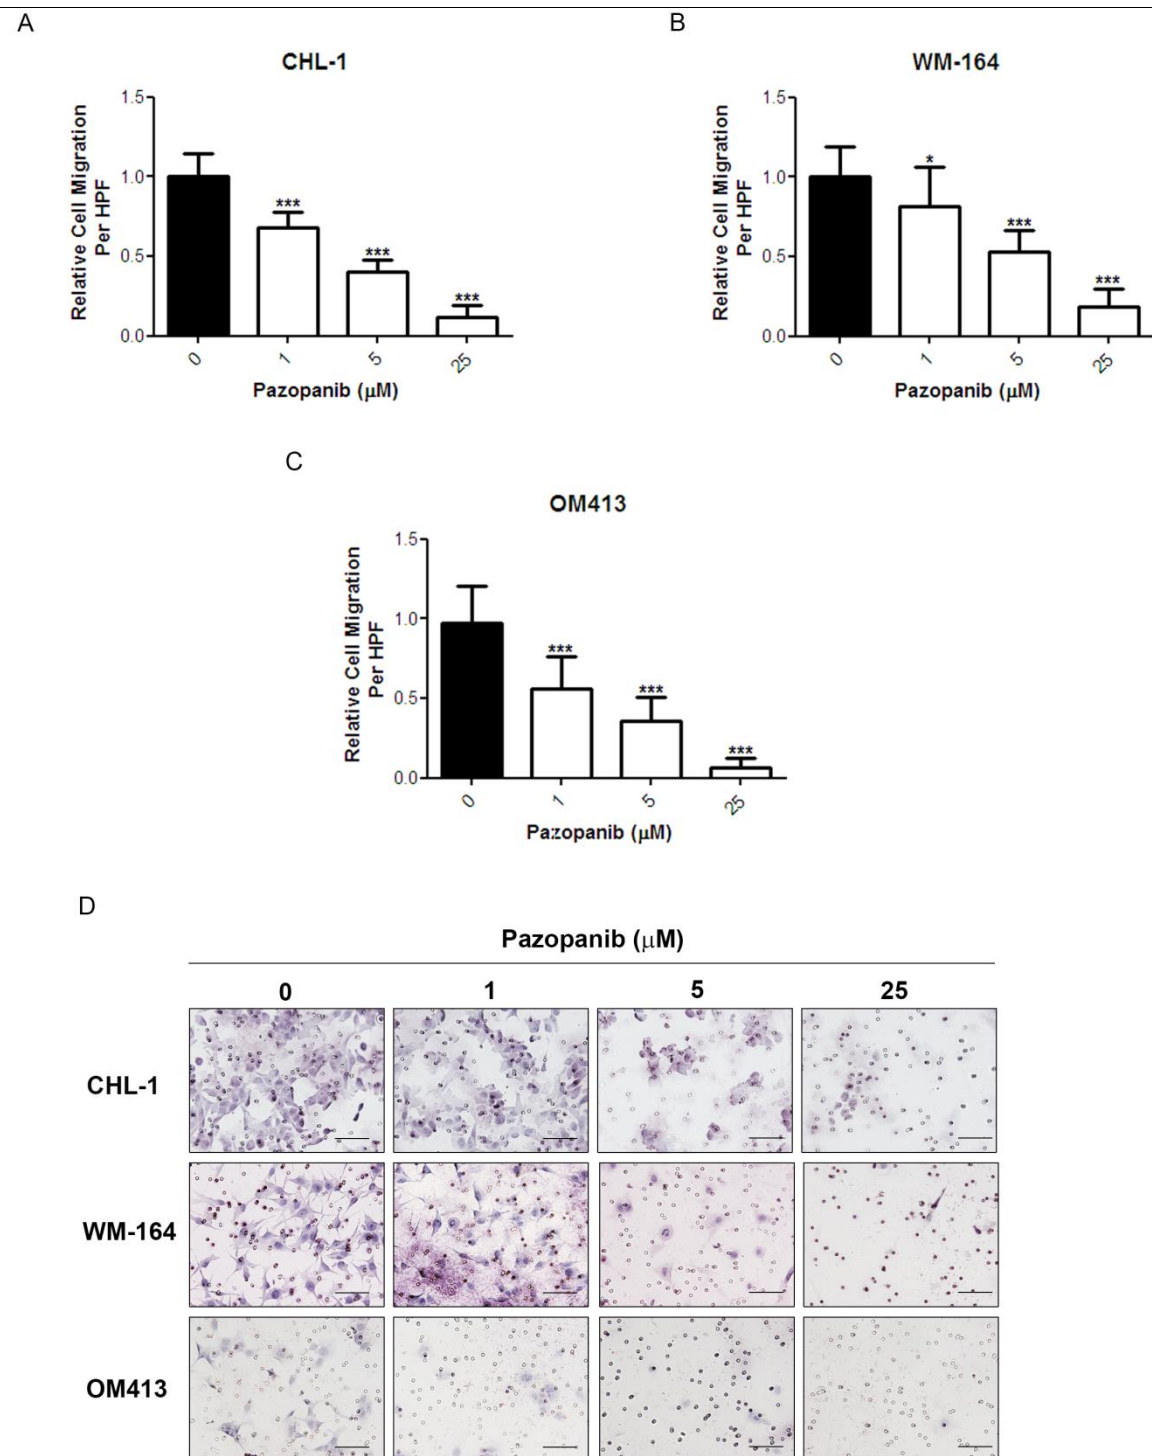 A
CHL-1
Relative Cell Migration
Per HPF
1.5
1.0
0.5
0.0
***
***
***
0
1
5
25
Pazopanib (μM)
B
WM-164
Relative Cell Migration
Per HPF
1.5
1.0
0.5
0.0
*
***
***
0
1
5
25
Pazopanib (μM)
C
OM413
Relative Cell Migration
Per HPF
1.5
1.0
0.5
0.0
***
***
***
0
1
5
25
Pazopanib (μM)
D
Pazopanib (μM)
0 1 5 25
CHL-1
WM-164
OM413